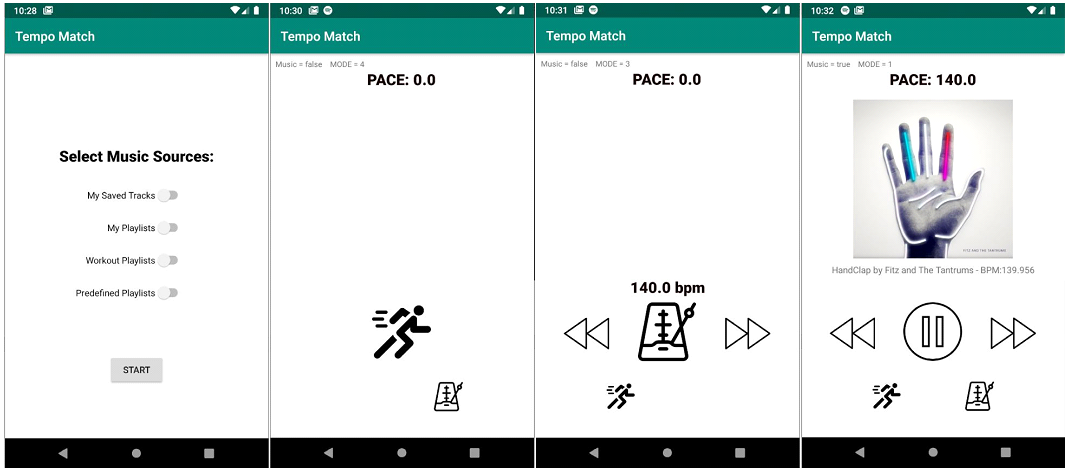 10:28
Tempo Match
Select Music Sources:
My Saved Tracks
My Playlists
Workout Playlists
Predefined Playlists
START
10:30
Tempo Match
Music = false MODE = 4
PACE: 0.0
10:31
Tempo Match
Music = false MODE = 3
PACE: 0.0
140.0 bpm
10:32
Tempo Match
Music = true MODE = 1
PACE: 140.0
FITZ AND THE TANTRUMS
HandClap by Fitz and The Tantrums - BPM:139.956